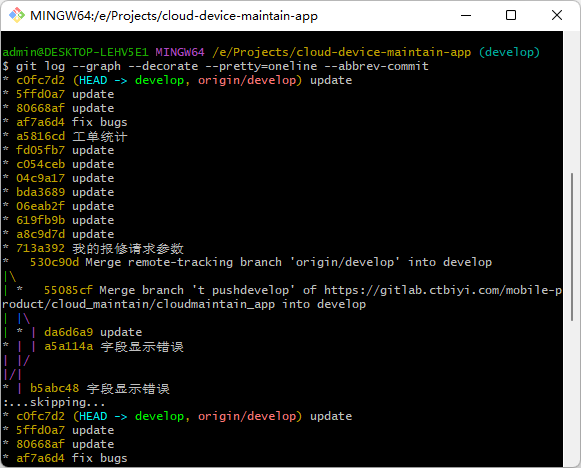 MINGW64:/e/Projects/cloud-device-maintain-app
admin@DESKTOP-LEHV5E1 MINGW64 /e/Projects/cloud-device-maintain-app (develop)
$ git log --graph --decorate --pretty=oneline --abbrev-commit
* c0fc7d2 (HEAD -> develop, origin/develop) update
* 5ffd0a7 update
* 80668af update
* af7a6d4 fix bugs
* a5816cd 工单统计
* fd05fb7 update
* c054ceb update
* 04c9a17 update
* bda3689 update
* 06eab2f update
* 619fb9b update
* a8c9d7d update
* 713a392 我的报修请求参数
*   530c90d Merge remote-tracking branch 'origin/develop' into develop
|\
| *   55085cf Merge branch 't pushdevelop' of https://gitlab.ctbiyi.com/mobile-p
roduct/cloud_maintain/cloudmaintain_app into develop
| |\
| * | da6d6a9 update
* | | a5a114a 字段显示错误
| |/
|/|
* | b5abc48 字段显示错误
:...skipping...
* c0fc7d2 (HEAD -> develop, origin/develop) update
* 5ffd0a7 update
* 80668af update
* af7a6d4 fix bugs